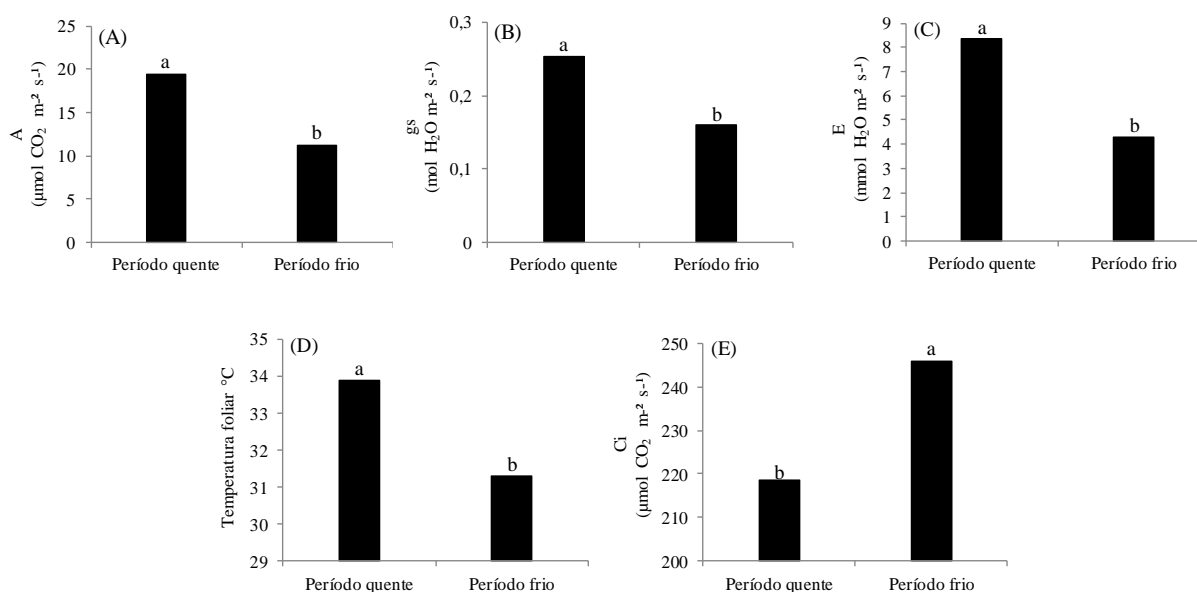 (A)
25
20
15
10
5
0
A
(µmol CO₂ m-² s-¹)
a
b
Período quente
Período frio
(B)
0,3
0,2
0,1
0
gs
(mol H₂O m-² s-¹)
a
b
Período quente
Período frio
(C)
9
8
7
6
5
4
3
2
1
0
E
(mmol H₂O m-² s-¹)
a
b
Período quente
Período frio
(D)
35
34
33
32
31
30
29
Temperatura foliar °C
a
b
Período quente
Período frio
(E)
250
240
230
220
210
200
Ci
(µmol CO₂ m-² s-¹)
b
a
Período quente
Período frio